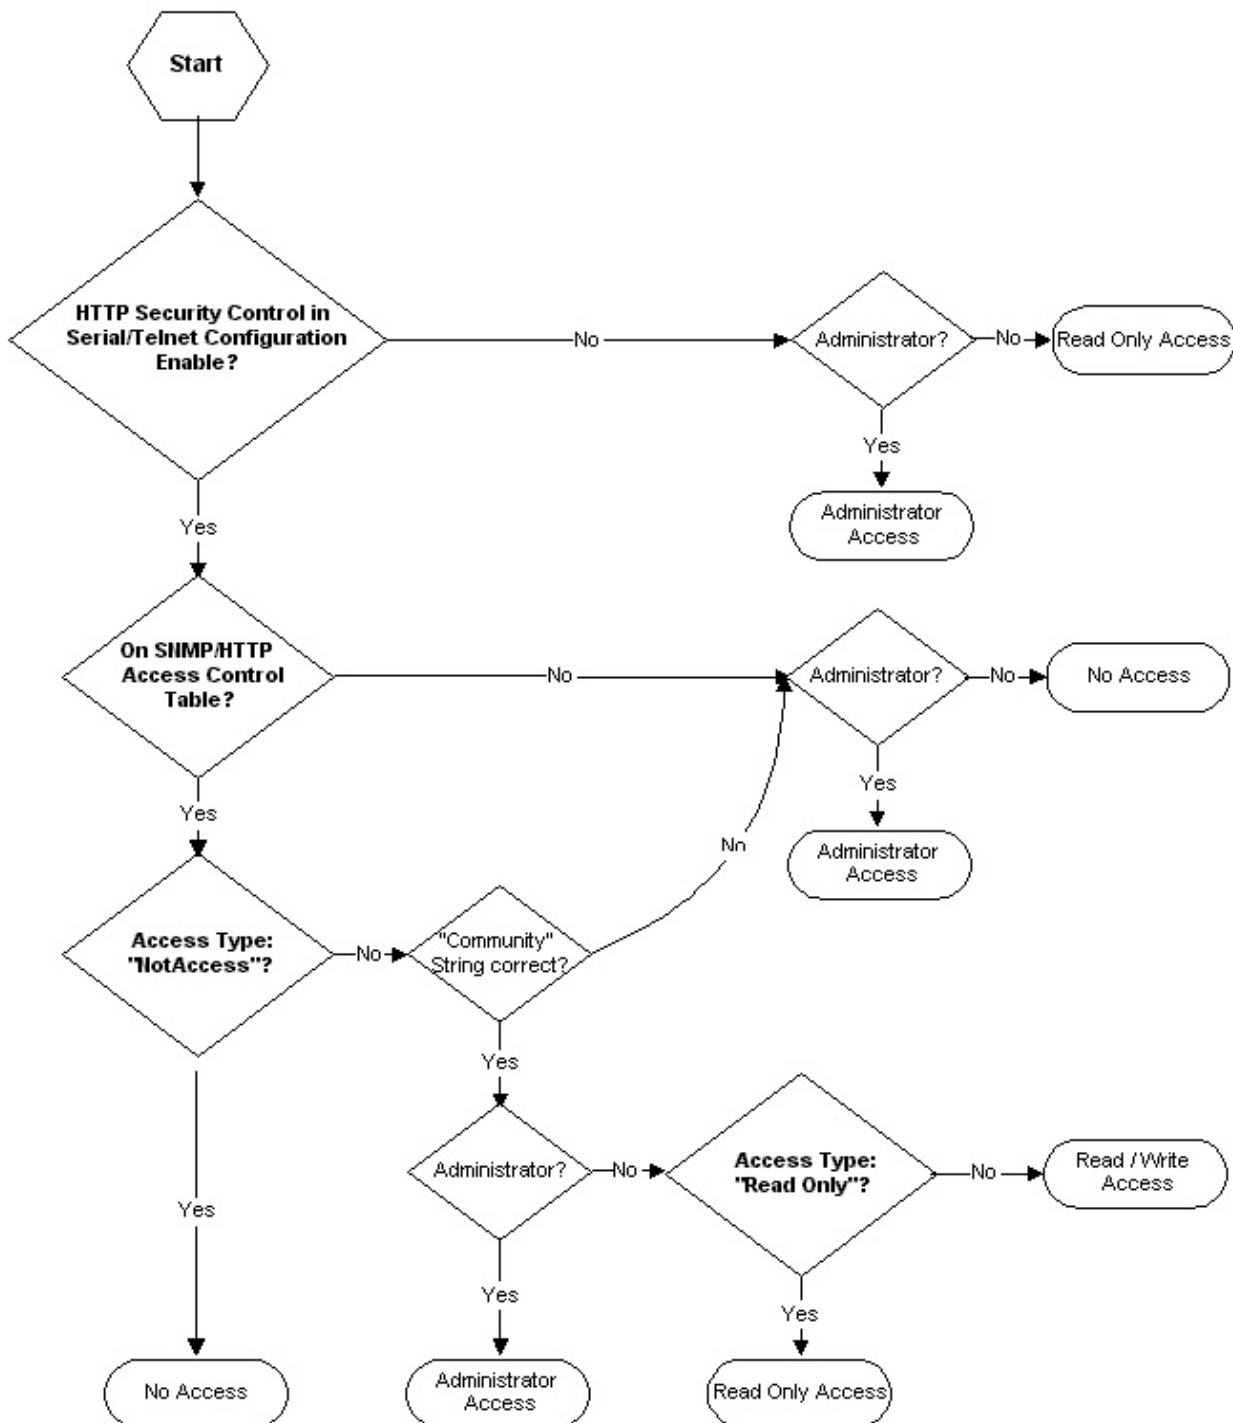 Start
HTTP Security Control in
Serial/Telnet Configuration
Enable?
No
Administrator?
No
Read Only Access
Yes
Administrator
Access
Yes
On SNMP/HTTP
Access Control
Table?
No
Administrator?
No
No Access
Yes
Administrator
Access
Yes
No
Access Type:
"NotAccess"?
No
"Community"
String correct?
Yes
Administrator?
No
Access Type:
"Read Only"?
No
Read / Write
Access
Yes
Yes
Yes
No Access
Administrator
Access
Read Only Access